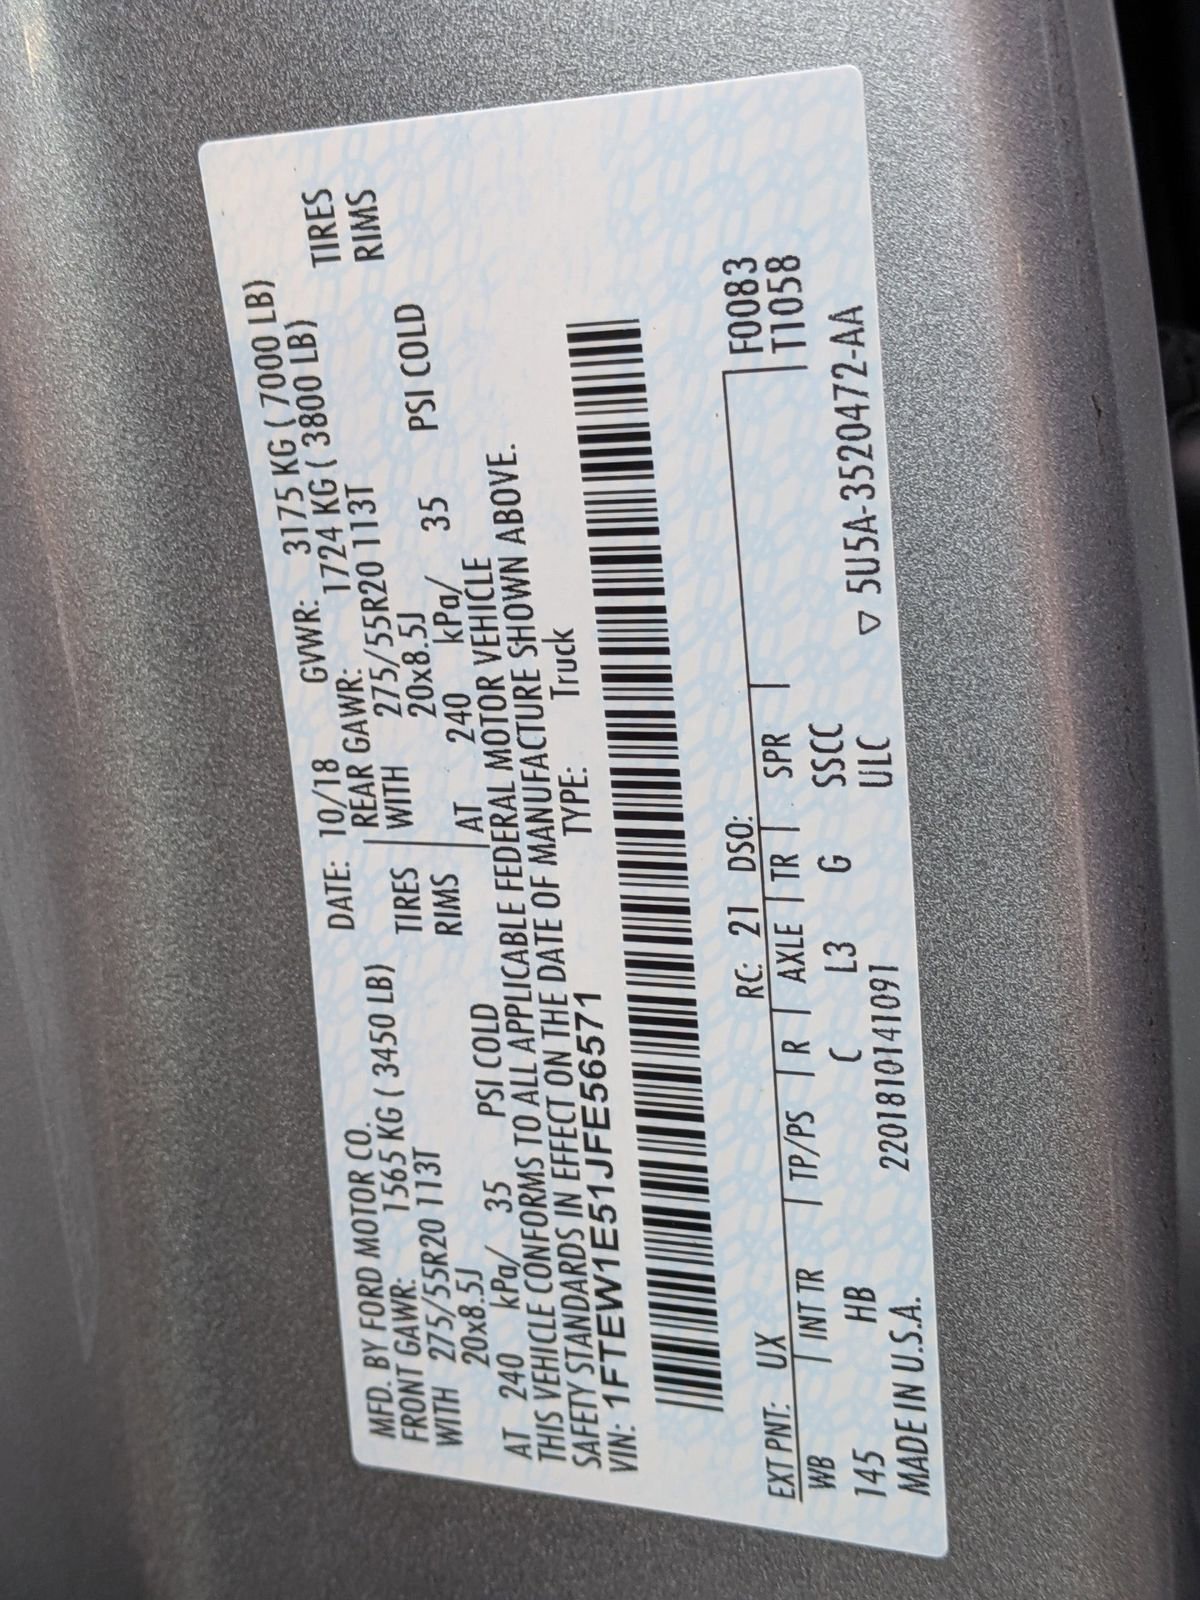 MFD. BY FORD MOTOR CO. DATE: 10/18 GVWR: 3175 KG ( 7000 LB)
FRONT GAWR: 1565 KG ( 3450 LB) REAR GAWR: 1724 KG ( 3800 LB)
WITH 275/55R20 113T TIRES WITH 275/55R20 113T TIRES
20x8.5J RIMS 20x8.5J RIMS
AT 240 kPa/ 35 PSI COLD AT 240 kPa/ 35 PSI COLD
THIS VEHICLE CONFORMS TO ALL APPLICABLE FEDERAL MOTOR VEHICLE
SAFETY STANDARDS IN EFFECT ON THE DATE OF MANUFACTURE SHOWN ABOVE.
VIN: 1FTEW1E51JFE56571 TYPE: Truck
EXT PNT: UX RC: 21 DSO: F0083
WB INT TR TP/PS R AXLE TR SPR T1058
145 HB C L3 G SSCC
MADE IN U.S.A. 2201810141091 ULC ▽ 5U5A-3520472-AA